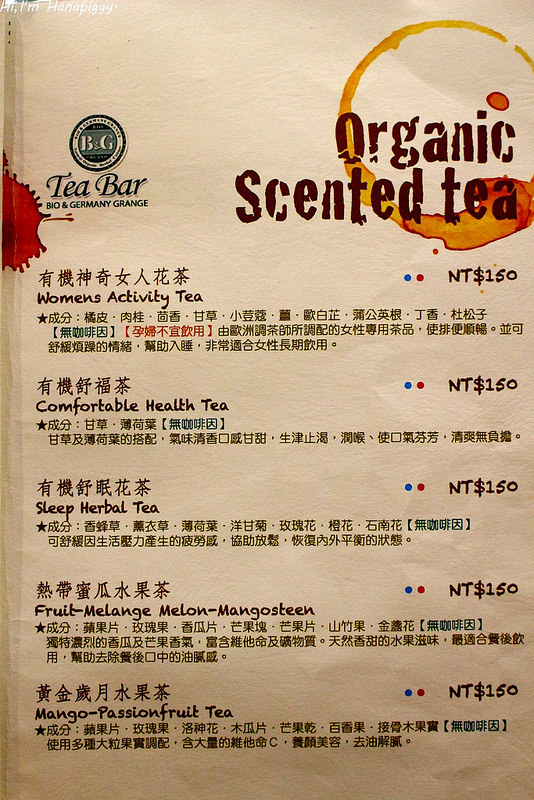 Hi,I'm Hanapiggy.
Organic
Scented tea
B&G
Tea Bar
BIO & GERMANY GRANGE
有機神奇女人花茶 NT$150
Womens Activity Tea
★成分：橘皮．肉桂．茴香．甘草．小荳蔻．薑．歐白芷．蒲公英根．丁香．杜松子
【無咖啡因】【孕婦不宜飲用】由歐洲調茶師所調配的女性專用茶品，使排便順暢。並可
舒緩煩躁的情緒，幫助入睡，非常適合女性長期飲用。
有機舒福茶 NT$150
Comfortable Health Tea
★成分：甘草．薄荷葉【無咖啡因】
甘草及薄荷葉的搭配，氣味清香口感甘甜，生津止渴，潤喉、使口氣芬芳，清爽無負擔。
有機舒眠花茶 NT$150
Sleep Herbal Tea
★成分：香蜂草．薰衣草．薄荷葉．洋甘菊．玫瑰花．橙花．石南花【無咖啡因】
可舒緩因生活壓力產生的疲勞感，協助放鬆，恢復內外平衡的狀態。
熱帶蜜瓜水果茶 NT$150
Fruit-Melange Melon-Mangosteen
★成分：蘋果片．玫瑰果．香瓜片．芒果塊．芒果片．山竹果．金盞花【無咖啡因】
獨特濃烈的香瓜及芒果香氣，富含維他命及礦物質。天然香甜的水果滋味，最適合餐後飲
用，幫助去除餐後口中的油膩感。
黃金歲月水果茶 NT$150
Mango-Passionfruit Tea
★成分：蘋果片．玫瑰果．洛神花．木瓜片．芒果乾．百香果．接骨木果實【無咖啡因】
使用多種大粒果實調配，含大量的維他命C，養顏美容，去油解膩。